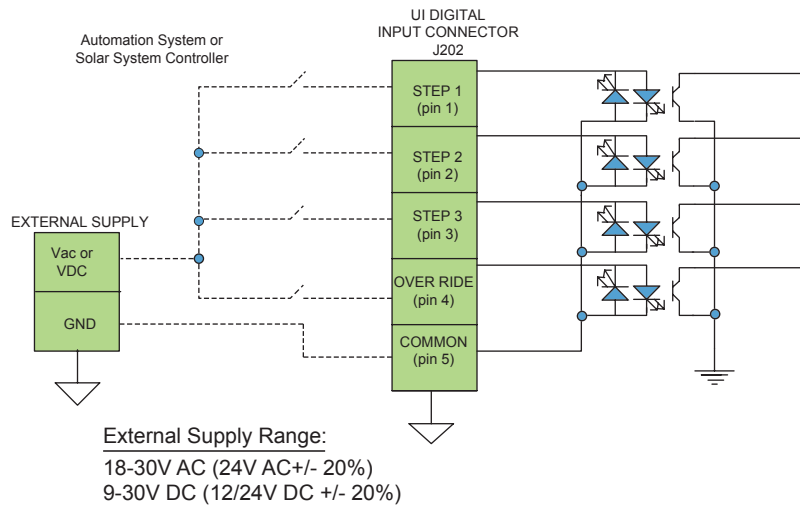 UI DIGITAL
INPUT CONNECTOR
J202
Automation System or
Solar System Controller
STEP 1
(pin 1)
STEP 2
(pin 2)
STEP 3
(pin 3)
OVER RIDE
(pin 4)
COMMON
(pin 5)
EXTERNAL SUPPLY
Vac or
VDC
GND
External Supply Range:
18-30V AC (24V AC+/- 20%)
9-30V DC (12/24V DC +/- 20%)